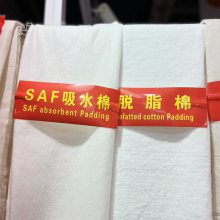 SAF吸水棉
SAF absorbent Padding
脱脂棉
efatted cotton Padding